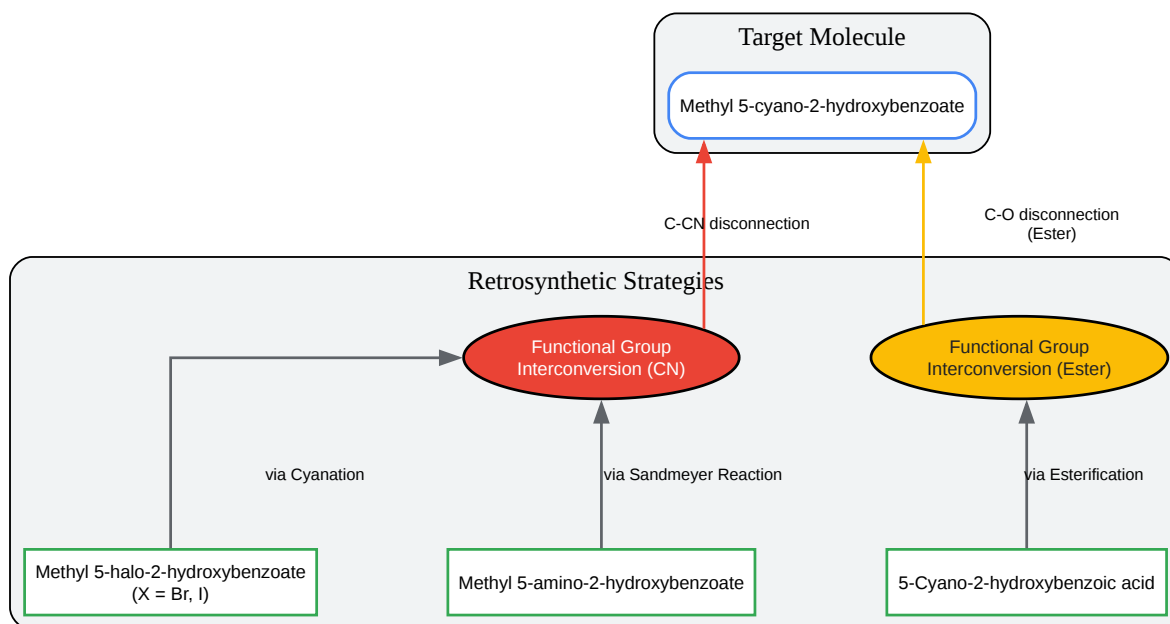 Target Molecule
Methyl 5-cyano-2-hydroxybenzoate
C-CN disconnection
C-O disconnection
(Ester)
Retrosynthetic Strategies
Functional Group
Interconversion (CN)
Functional Group
Interconversion (Ester)
via Cyanation
via Sandmeyer Reaction
via Esterification
Methyl 5-halo-2-hydroxybenzoate
(X = Br, I)
Methyl 5-amino-2-hydroxybenzoate
5-Cyano-2-hydroxybenzoic acid